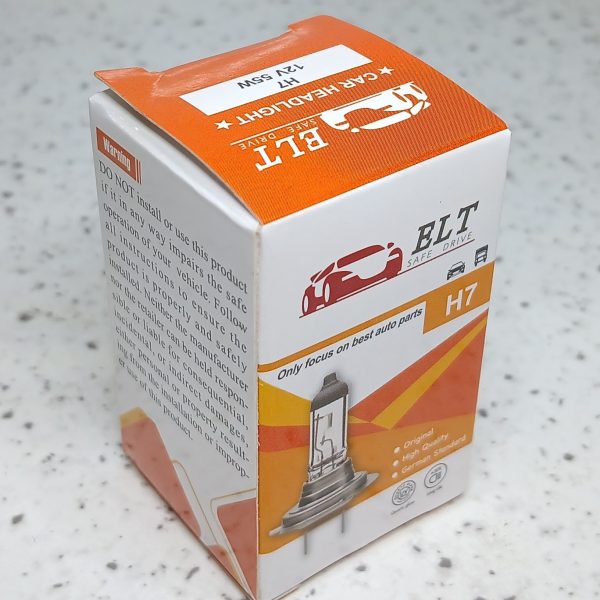 H7
12V 55W
★ CAR HEADLIGHT ★
ELT
SAFE DRIVE
Warning
DO NOT install or use this product
if it in any way impairs the safe
operation of your vehicle. Follow
all instructions to ensure the
product is properly and safely
installed. Neither the manufacturer
nor the retailer can be held respon-
sible or liable for consequential,
incidental, or indirect damages,
either personal or property result-
ing from the installation or improp-
er use of this product.
ELT
SAFE DRIVE
H7
Only focus on best auto parts
Original
High Quality
German Standard